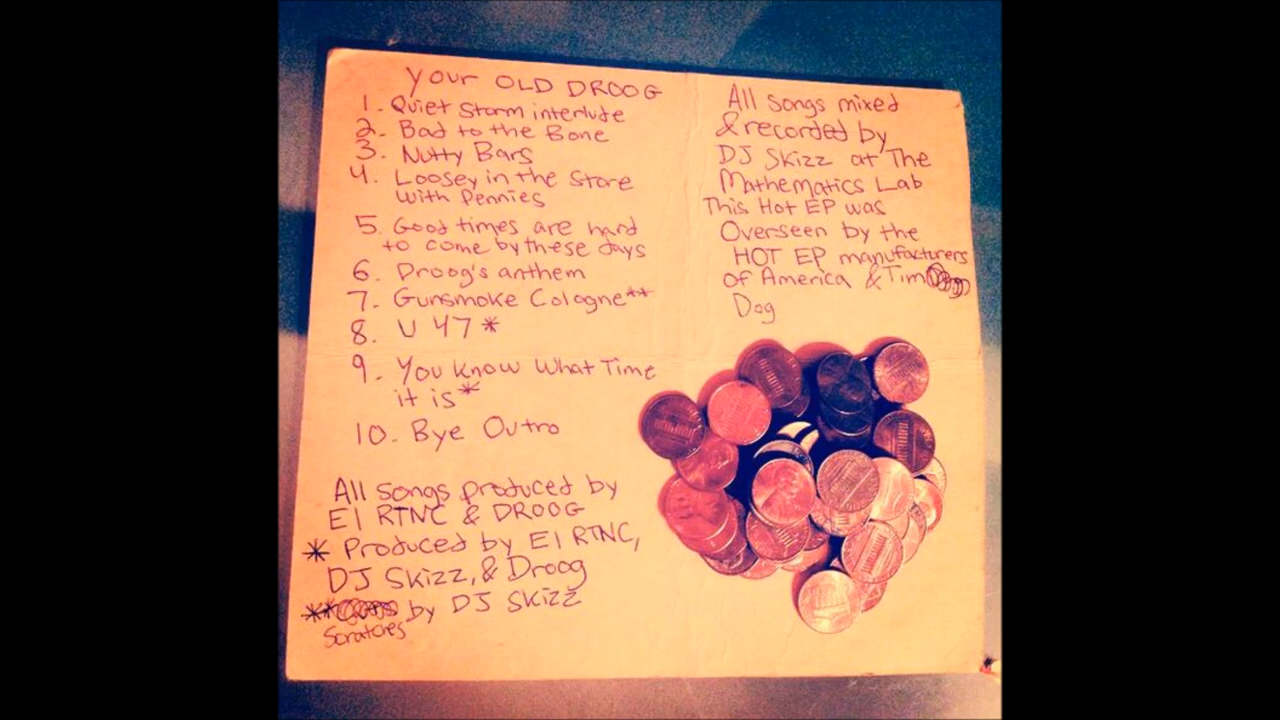 Your OLD DROOG
1. Quiet Storm interlude
2. Bad to the Bone
3. Nutty Bars
4. Loosey in the Store
with Pennies
5. Good times are hard
to come by these days
6. Droog's anthem
7. Gunsmoke Cologne**
8. U 47 *
9. You Know What Time
it is *
10. Bye Outro
All songs produced by
El RTNC & DROOG
* Produced by El RTNC,
DJ Skizz, & Droog
** by DJ Skizz
Scratches
All songs mixed
& recorded by
DJ Skizz at The
Mathematics Lab
This Hot EP was
Overseen by the
HOT EP manufacturers
of America & Tim
Dog